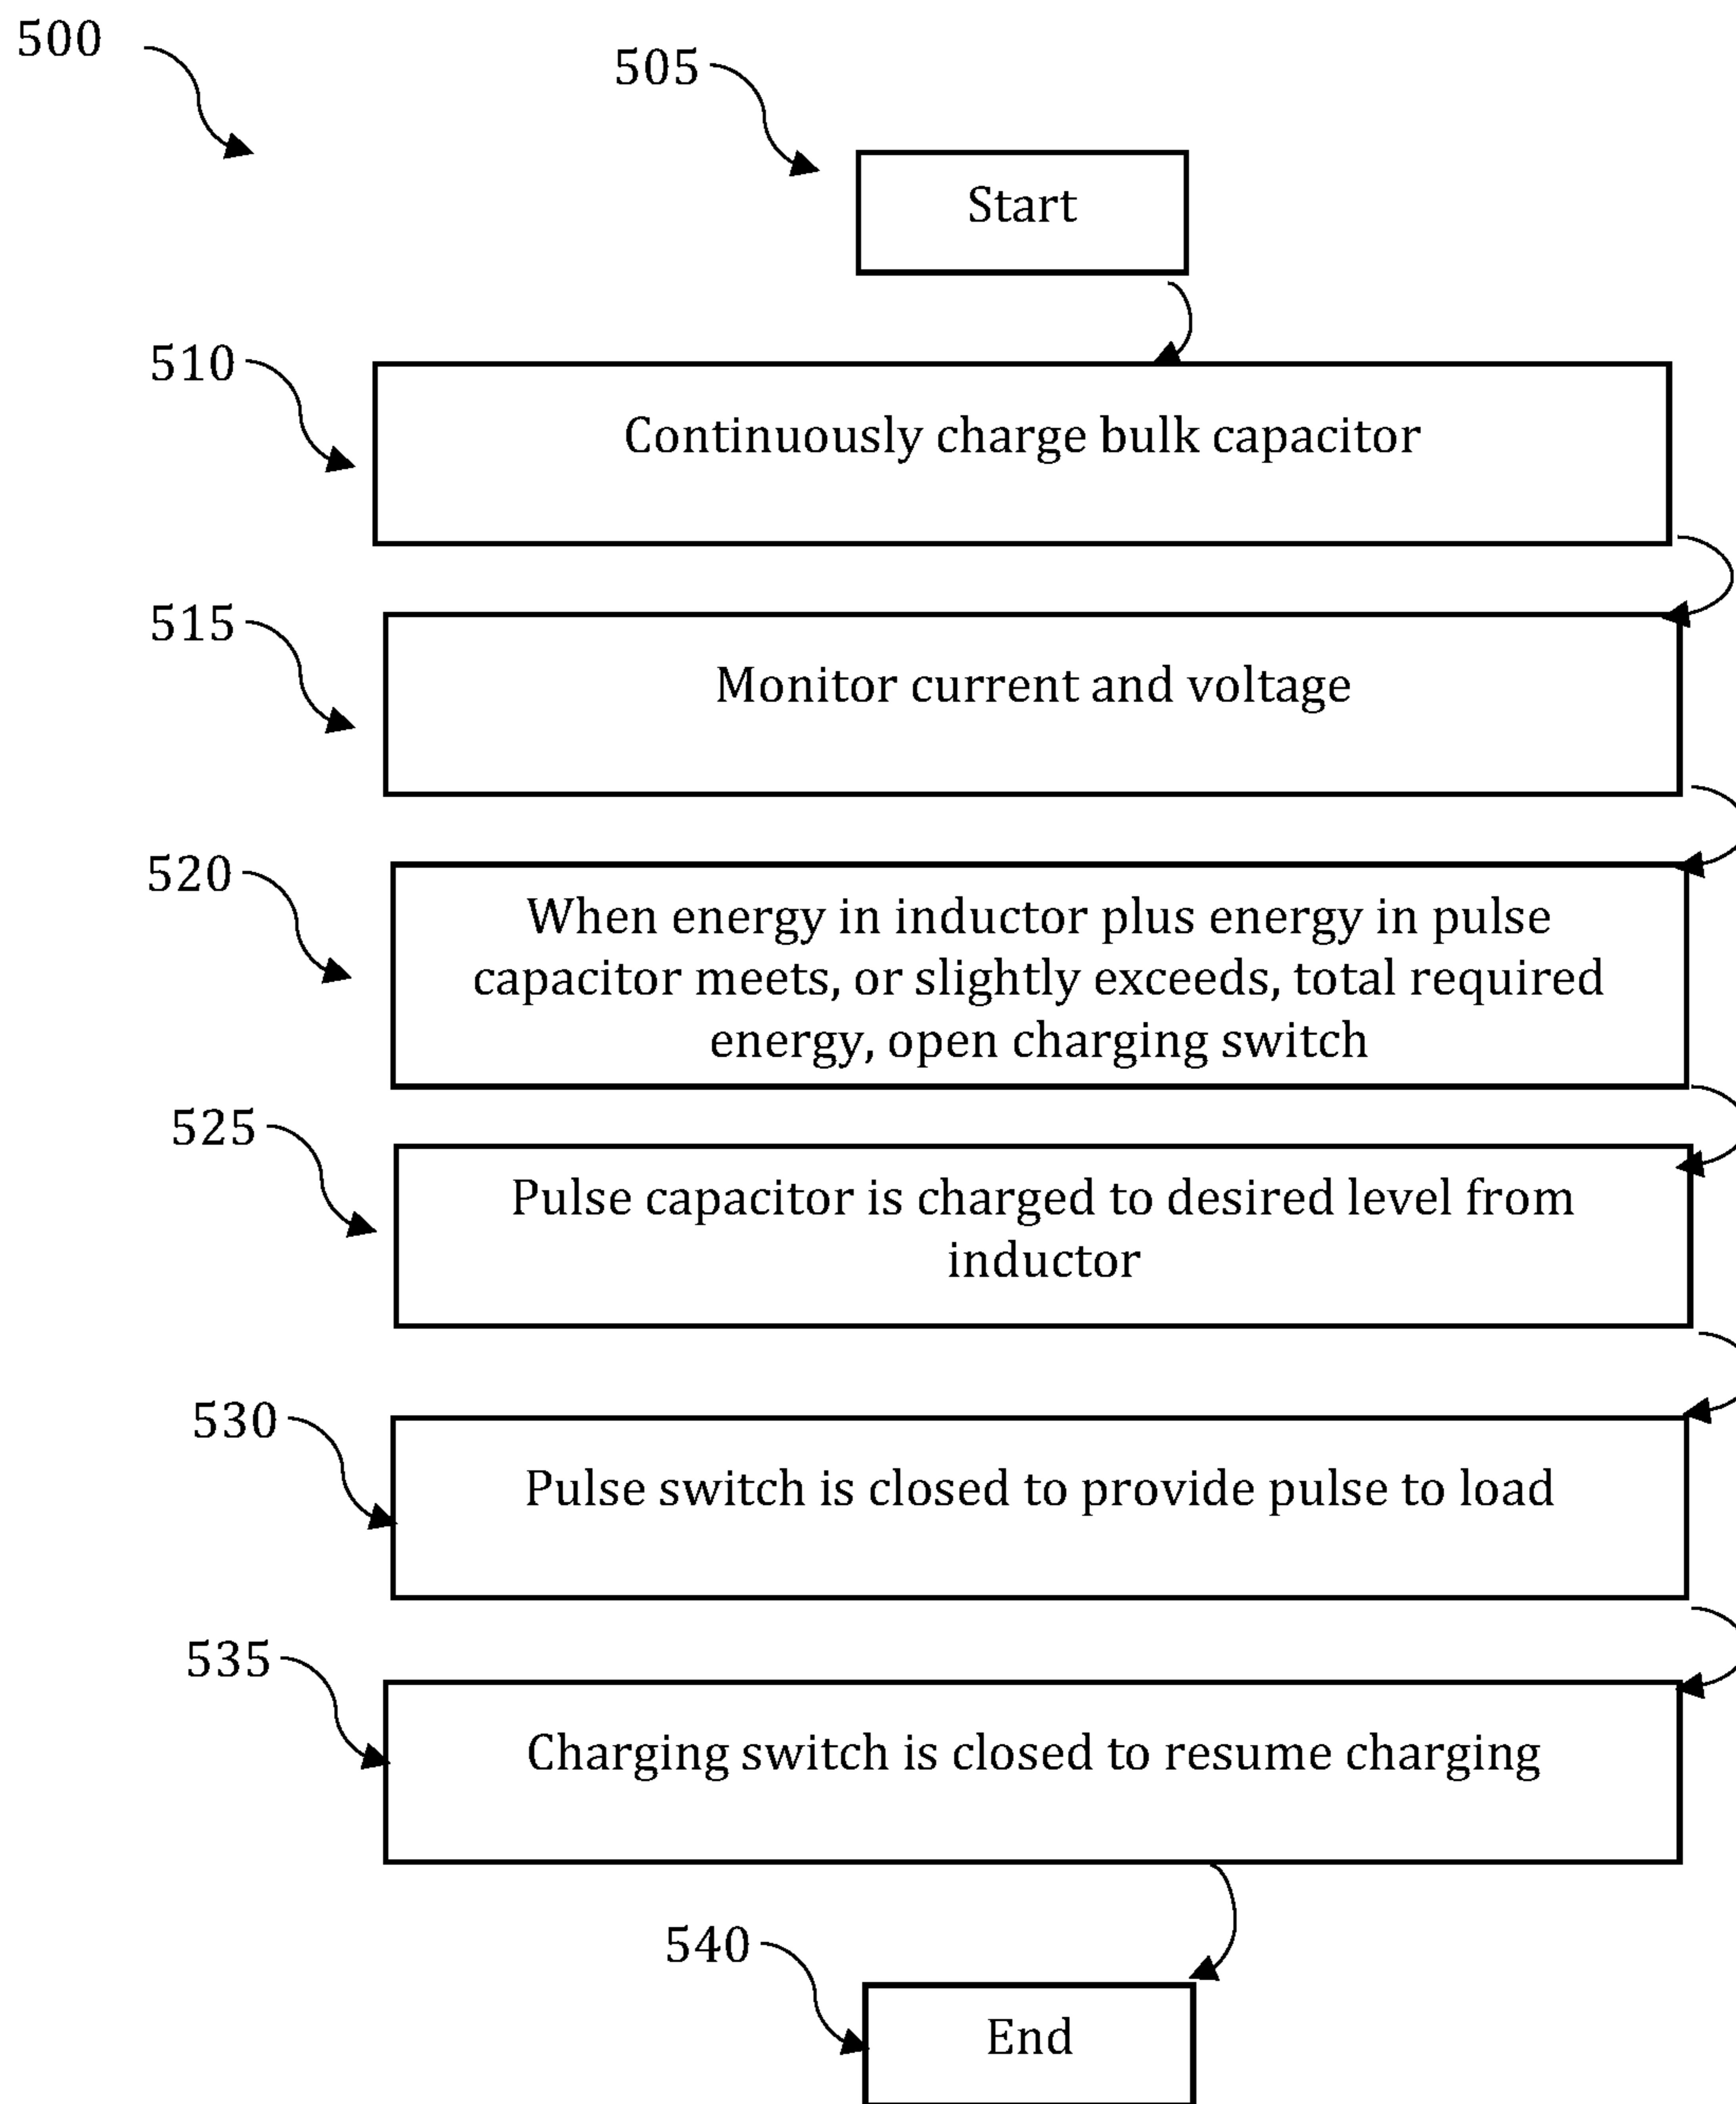 500
505
Start
510
Continuously charge bulk capacitor
515
Monitor current and voltage
520
When energy in inductor plus energy in pulse
capacitor meets, or slightly exceeds, total required
energy, open charging switch
525
Pulse capacitor is charged to desired level from
inductor
530
Pulse switch is closed to provide pulse to load
535
Charging switch is closed to resume charging
540
End